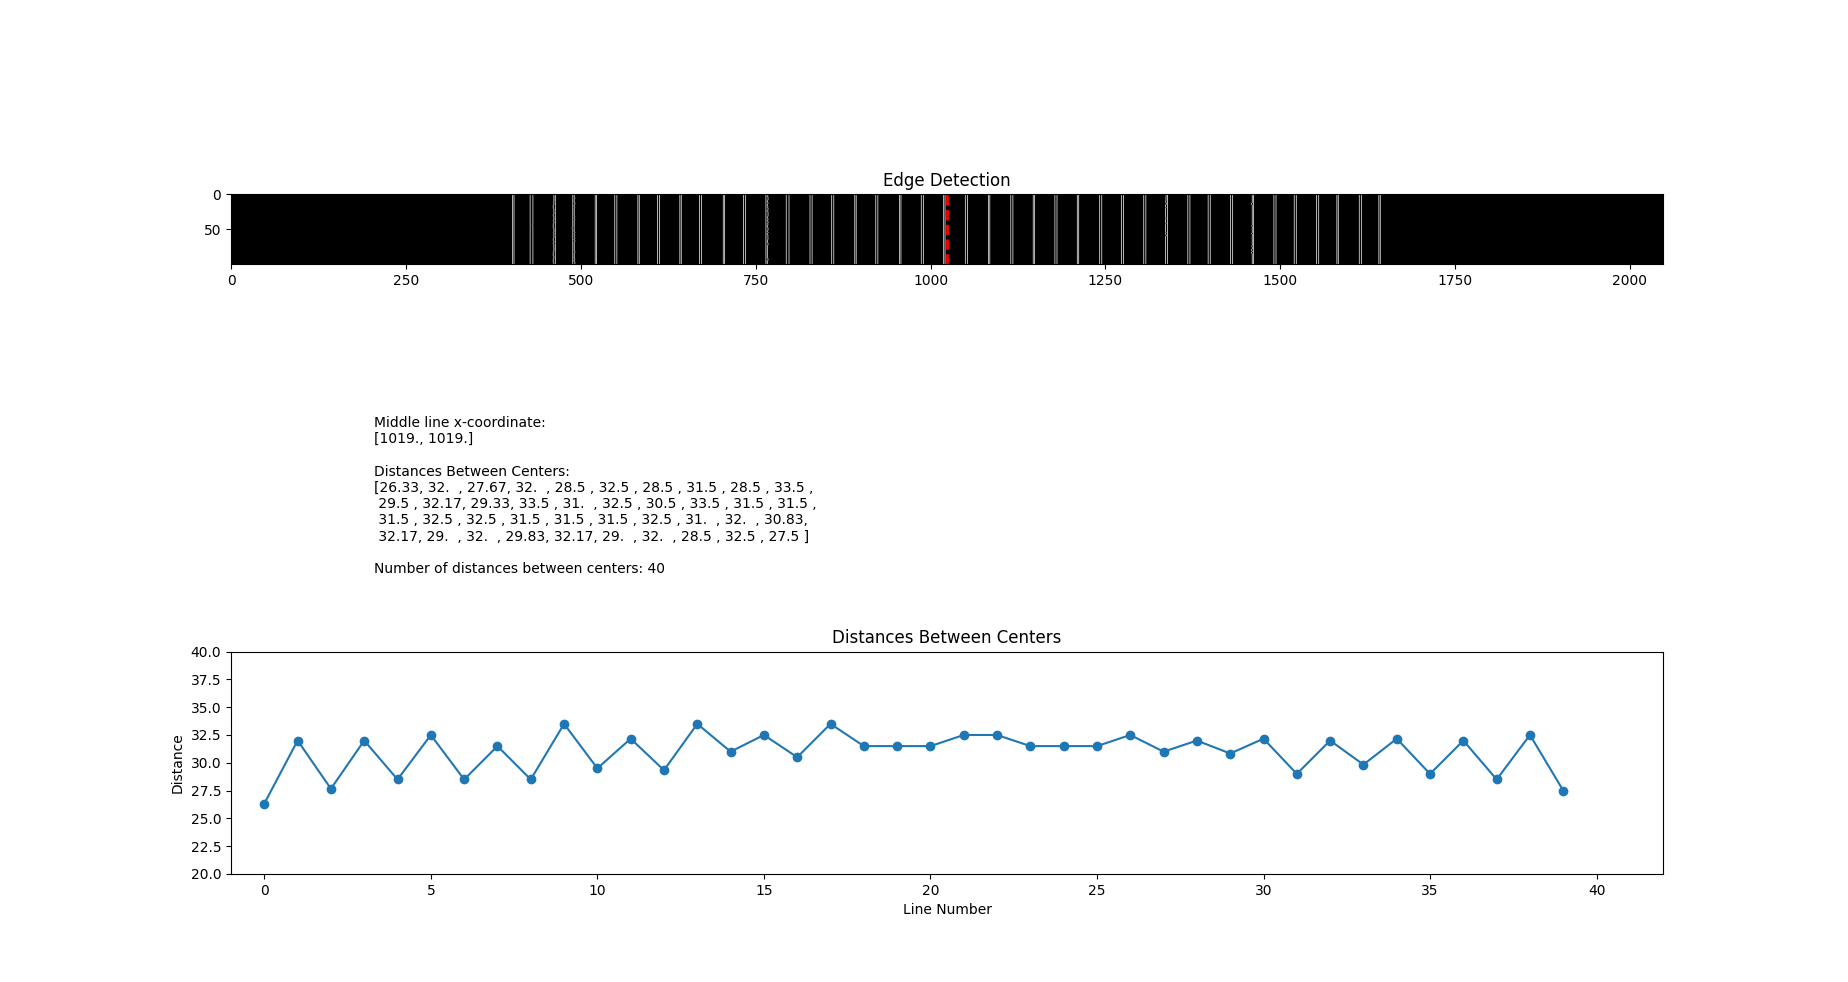 Edge Detection
0
50
0 250 500 750 1000 1250 1500 1750 2000
Middle line x-coordinate:
[1019., 1019.]
Distances Between Centers:
[26.33, 32.  , 27.67, 32.  , 28.5 , 32.5 , 28.5 , 31.5 , 28.5 , 33.5 ,
29.5 , 32.17, 29.33, 33.5 , 31.  , 32.5 , 30.5 , 33.5 , 31.5 , 31.5 ,
31.5 , 32.5 , 32.5 , 31.5 , 31.5 , 31.5 , 32.5 , 31.  , 32.  , 30.83,
32.17, 29.  , 32.  , 29.83, 32.17, 29.  , 32.  , 28.5 , 32.5 , 27.5 ]
Number of distances between centers: 40
Distances Between Centers
40.0
37.5
35.0
32.5
30.0
27.5
25.0
22.5
20.0
Distance
0 5 10 15 20 25 30 35 40
Line Number